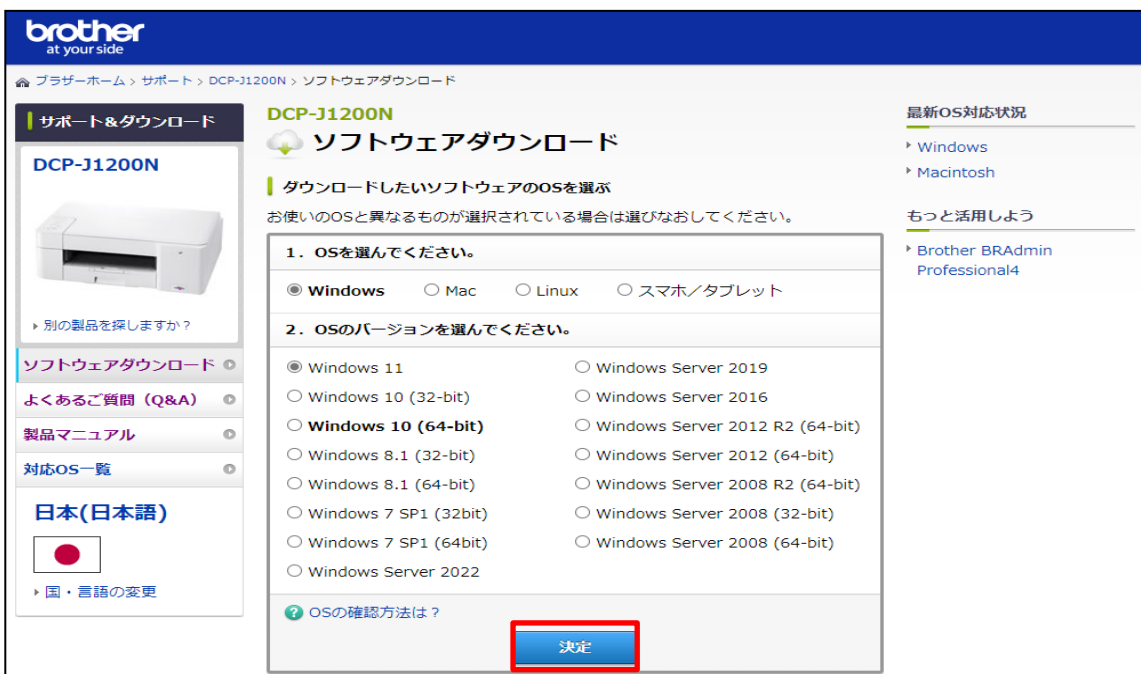 brother
at your side
ブラザーホーム > サポート > DCP-J1200N > ソフトウェアダウンロード
サポート&ダウンロード
DCP-J1200N
別の製品を探しますか?
ソフトウェアダウンロード
よくあるご質問（Q&A）
製品マニュアル
対応OS一覧
日本(日本語)
国・言語の変更
DCP-J1200N
ソフトウェアダウンロード
ダウンロードしたいソフトウェアのOSを選ぶ
お使いのOSと異なるものが選択されている場合は選びなおしてください。
1．OSを選んでください。
Windows Mac Linux スマホ／タブレット
2．OSのバージョンを選んでください。
Windows 11
Windows 10 (32-bit)
Windows 10 (64-bit)
Windows 8.1 (32-bit)
Windows 8.1 (64-bit)
Windows 7 SP1 (32bit)
Windows 7 SP1 (64bit)
Windows Server 2022
Windows Server 2019
Windows Server 2016
Windows Server 2012 R2 (64-bit)
Windows Server 2012 (64-bit)
Windows Server 2008 R2 (64-bit)
Windows Server 2008 (32-bit)
Windows Server 2008 (64-bit)
? OSの確認方法は？
決定
最新OS対応状況
Windows
Macintosh
もっと活用しよう
Brother BRAdmin
Professional4